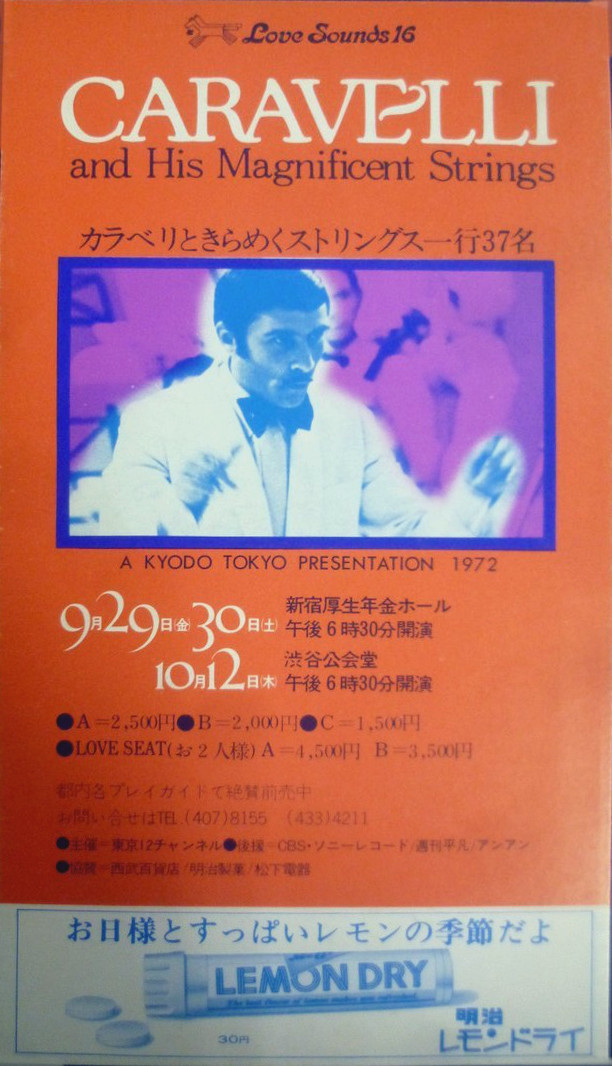 Love Sounds 16
CARAVELLI
and His Magnificent Strings
カラベリときらめくストリングス一行37名
A KYODO TOKYO PRESENTATION 1972
9月29日(金)30日(土) 新宿厚生年金ホール
午後6時30分開演
10月12日(木) 渋谷公会堂
午後6時30分開演
●A=2,500円●B=2,000円●C=1,500円
●LOVE SEAT(お2人様) A=4,500円 B=3,500円
都内各プレイガイドで絶賛前売中
お問い合せはTEL.(407)8155 (433)4211
●主催=東京12チャンネル●後援=CBS・ソニーレコード/週刊平凡/アンアン
●協賛=西武百貨店/明治製菓/松下電器
お日様とすっぱいレモンの季節だよ
LEMON DRY
30円
明治
レモンドライ